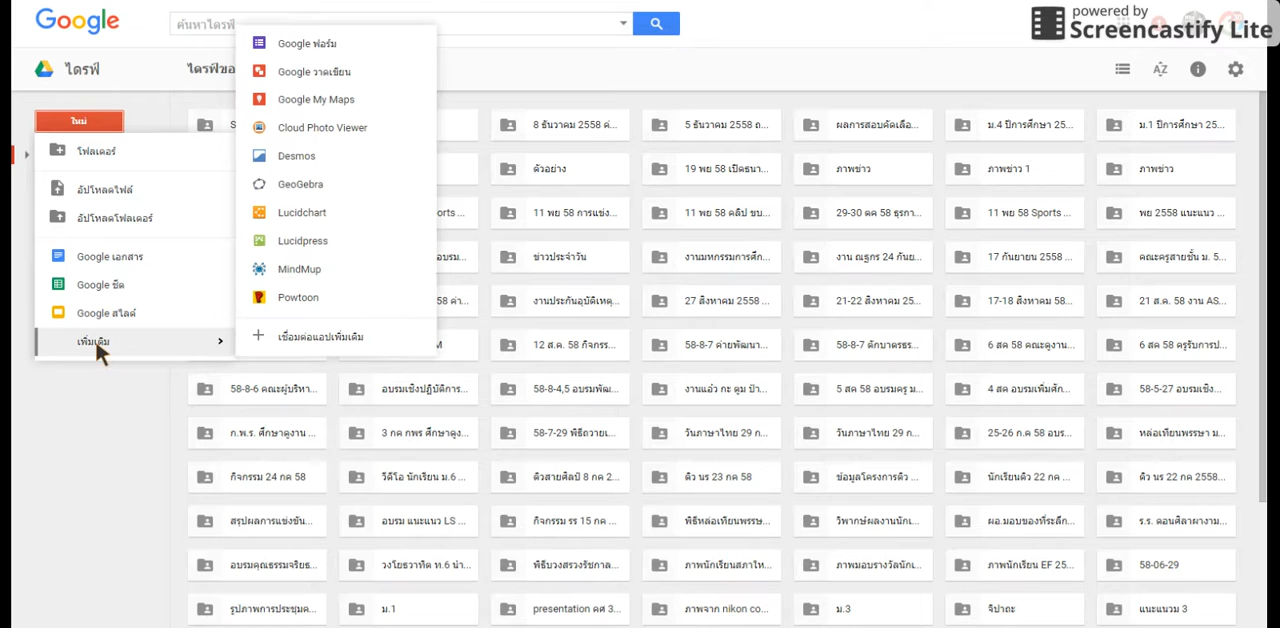 Google
ค้นหาไดรฟ์
powered by
Screencastify Lite
ไดรฟ์
ไดรฟ์ขอ
ใหม่
โฟลเดอร์
อัปโหลดไฟล์
อัปโหลดโฟลเดอร์
Google เอกสาร
Google ชีต
Google สไลด์
เพิ่มเติม
Google ฟอร์ม
Google วาดเขียน
Google My Maps
Cloud Photo Viewer
Desmos
GeoGebra
Lucidchart
Lucidpress
MindMup
Powtoon
เชื่อมต่อแอปเพิ่มเติม
S
8 ธันวาคม 2558 ค่...
5 ธันวาคม 2558 ถ...
ผลการสอบคัดเลือ...
ม.4 ปีการศึกษา 25...
ม.1 ปีการศึกษา 25...
ตัวอย่าง
19 พย 58 เปิดธนา...
ภาพข่าว
ภาพข่าว 1
ภาพข่าว
orts ...
11 พย 58 การแข่ง...
11 พย 58 คลิป ขบ...
29-30 ตค 58 ธุรกา...
11 พย 58 Sports ...
พย 2558 แนะแนว ...
อบรม...
ข่าวประจำวัน
งานมหกรรมการศึก...
งาน ณฐกร 24 กันย...
17 กันยายน 2558 ...
คณะครูสายชั้น ม. 5...
58 ค่า...
งานประกันอุบัติเหตุ...
27 สิงหาคม 2558 ...
21-22 สิงหาคม 25...
17-18 สิงหาคม 58...
21 ส.ค. 58 งาน AS...
M
12 ส.ค. 58 กิจกรร...
58-8-7 ค่ายพัฒนา...
58-8-7 ตักบาตรธร...
6 สค 58 คณะดูงาน...
6 สค 58 ครูรับการป...
58-8-6 คณะผู้บริหา...
อบรมเชิงปฏิบัติการ...
58-8-4,5 อบรมพัฒ...
งานแอ๋ว กะ ตูม ป้า...
5 สค 58 อบรมครู ม...
4 สค อบรมเพิ่มศัก...
58-5-27 อบรมเชิง...
ก.พ.ร. ศึกษาดูงาน ...
3 กค กพร ศึกษาดูง...
58-7-29 พิธีถวายเ...
วันภาษาไทย 29 ก...
วันภาษาไทย 29 ก...
25-26 ก.ค 58 อบร...
หล่อเทียนพรรษา ม...
กิจกรรม 24 กค 58
วีดีโอ นักเรียน ม.6 ...
ติวสายศิลป์ 8 กค 2...
ติว นร 23 กค 58
ข้อมูลโครงการติว ...
นักเรียนติว 22 กค ...
ติว นร 22 กค 2558...
สรุปผลการแข่งขัน...
อบรม แนะแนว LS ...
กิจกรรม รร 15 กค ...
พิธีหล่อเทียนพรรษ...
วิพากษ์ผลงานนักเ...
ผอ.มอบของที่ระลึก...
ร.ร. ดอนศิลาผางาม...
อบรมคุณธรรมจริยธ...
วงโยธวาทิต ท.6 นำ...
พิธีบวงสรวงรัชกาล...
ภาพนักเรียนสภาให...
ภาพมอบรางวัลนักเ...
ภาพนักเรียน EF 25...
58-06-29
รูปภาพการประชุมค...
ม.1
presentation คศ 3...
ภาพจาก nikon co...
ม.3
จิปาถะ
แนะแนวม 3